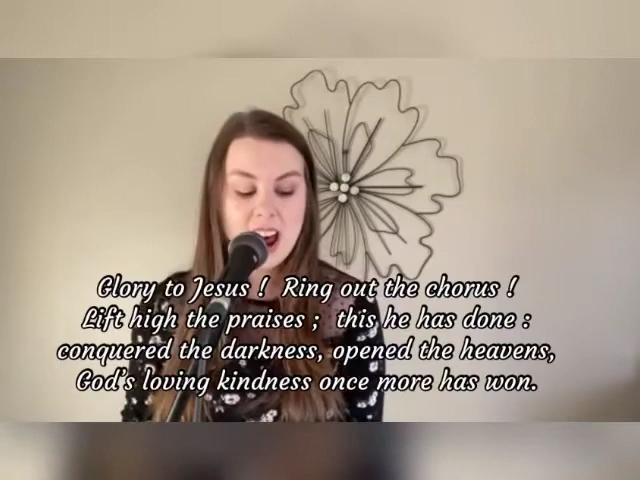 Glory to Jesus ! Ring out the chorus !
Lift high the praises ; this he has done :
conquered the darkness, opened the heavens,
God's loving kindness once more has won.